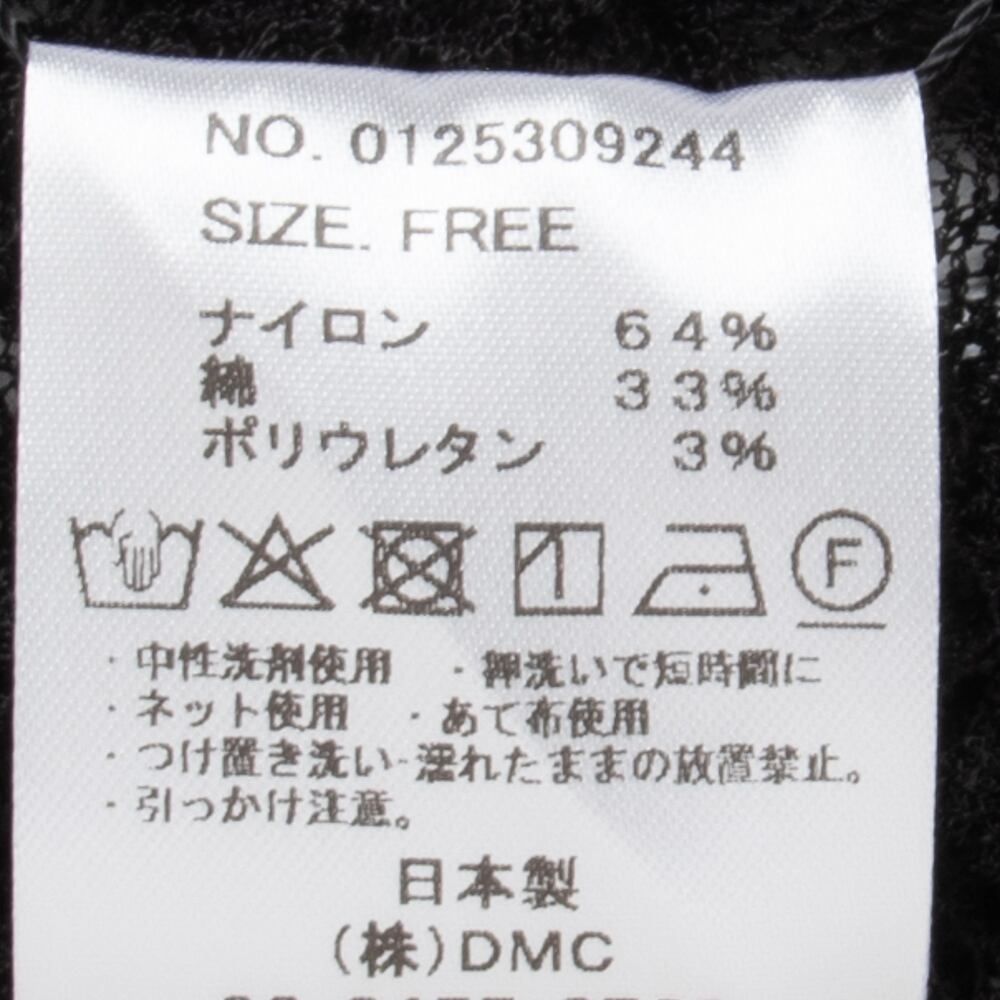 NO. 0125309244
SIZE. FREE
ナイロン 64%
綿 33%
ポリウレタン 3%
F
・中性洗剤使用 ・押洗いで短時間に
・ネット使用 ・あて布使用
・つけ置き洗い・濡れたままの放置禁止。
・引っかけ注意。
日本製
(株)DMC